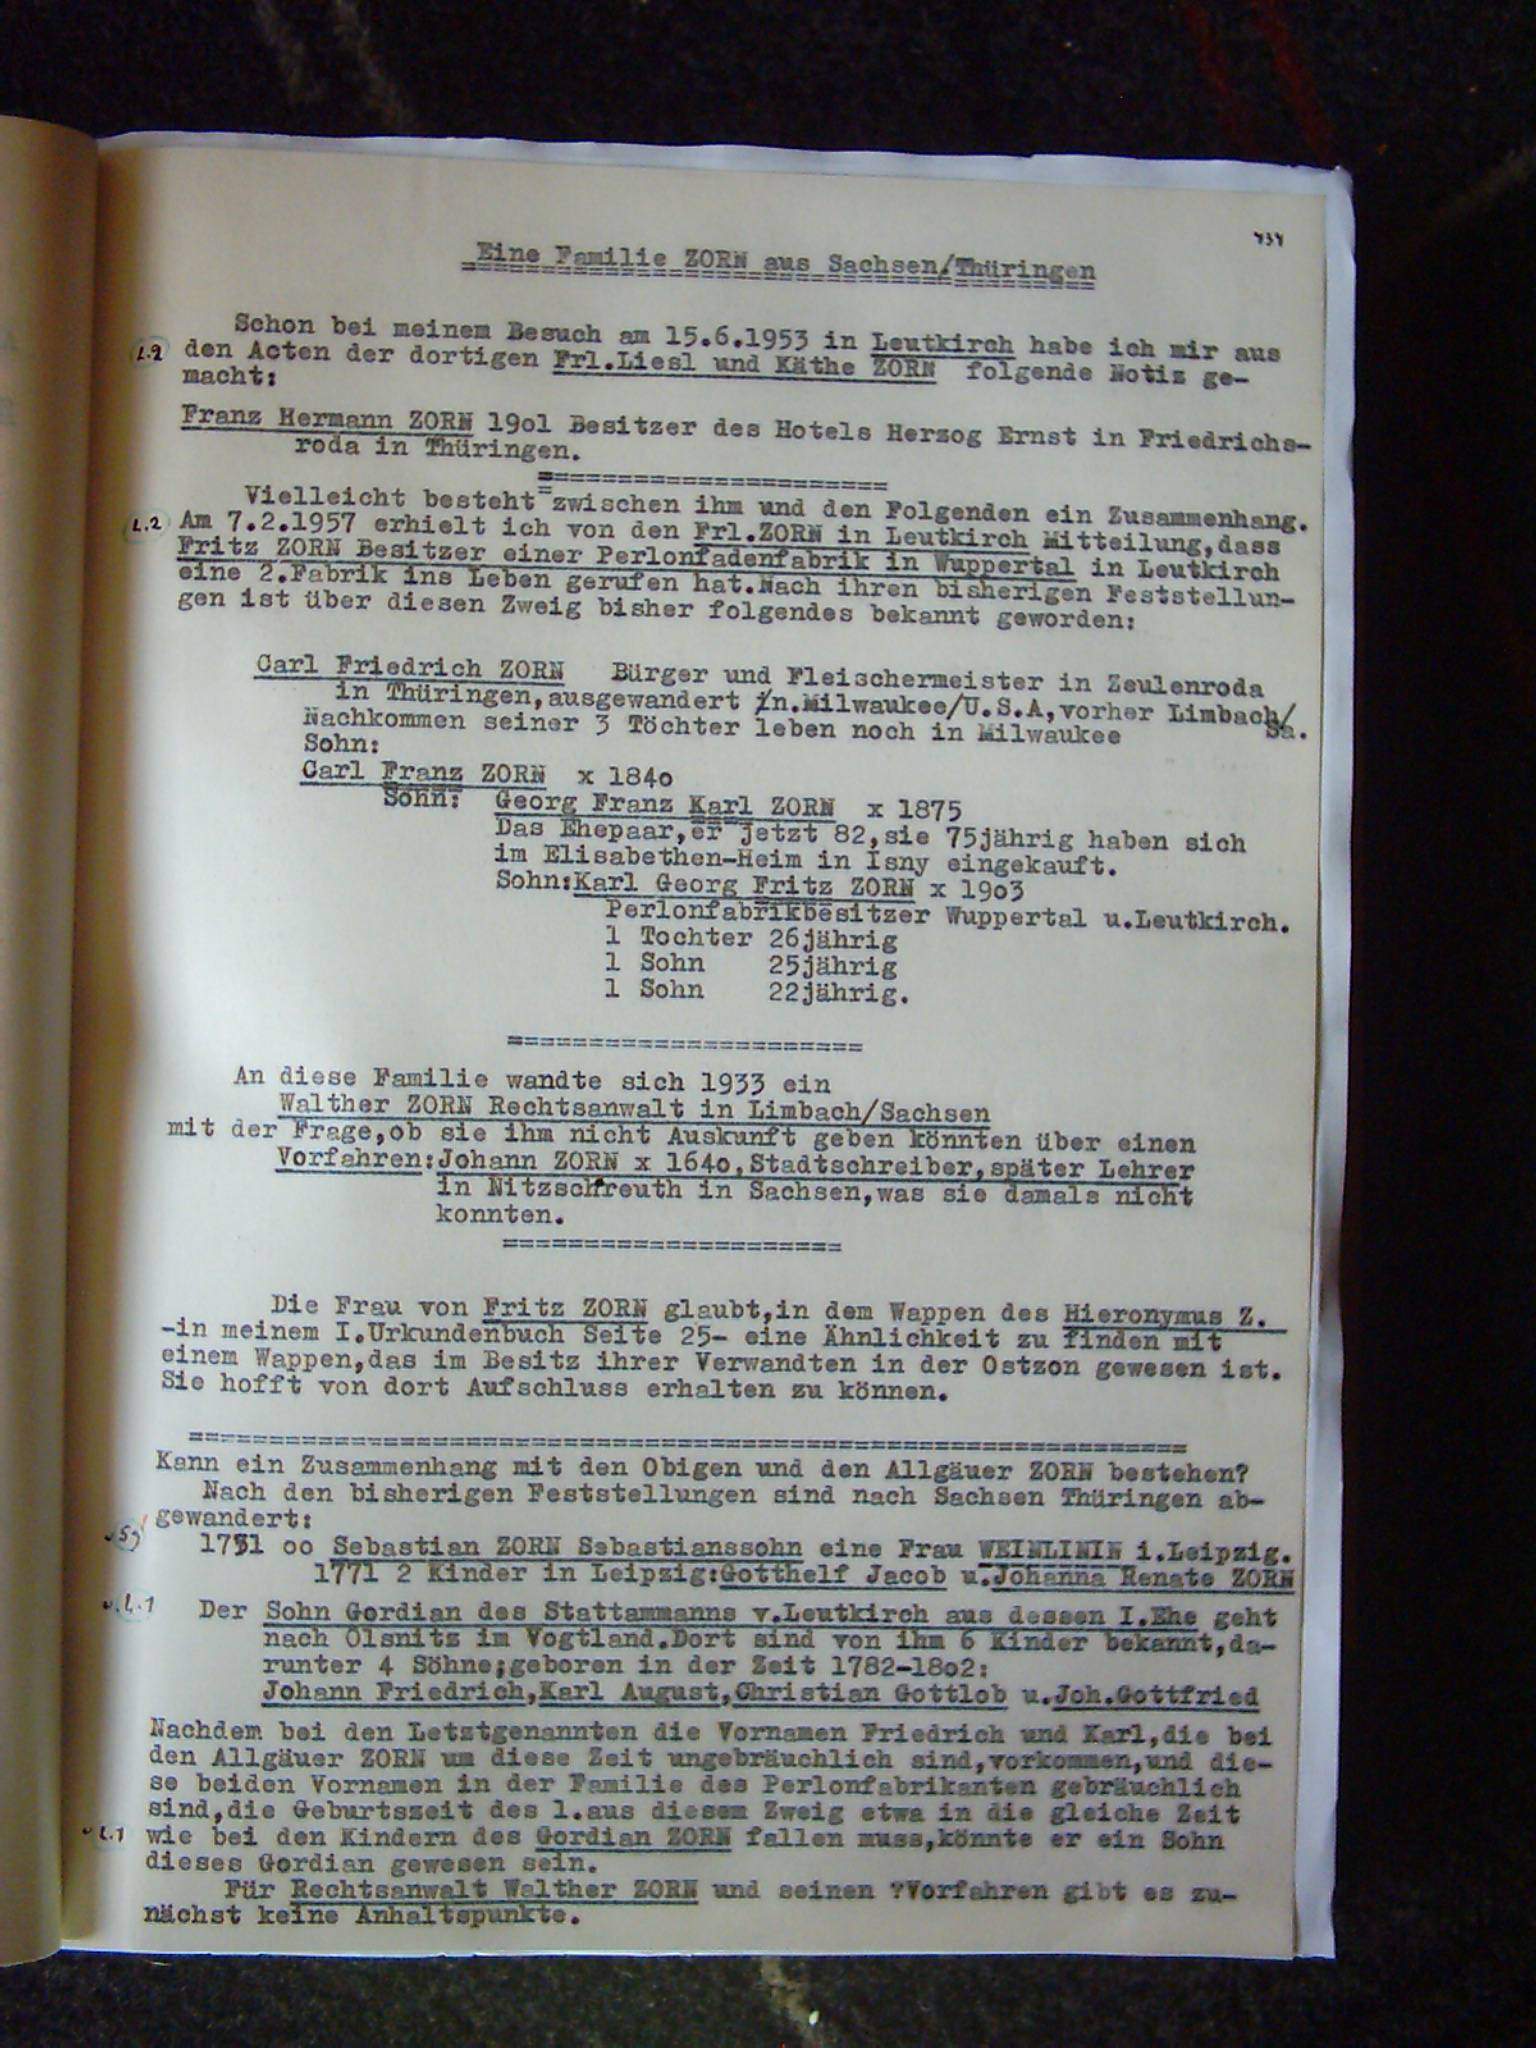 Eine Familie ZORN aus Sachsen/Thüringen
Schon bei meinem Besuch am 15.6.1953 in Leutkirch habe ich mir aus
L.2 den Acten der dortigen Frl.Liesl und Käthe ZORN folgende Notiz ge-
macht:
Franz Hermann ZORN 19o1 Besitzer des Hotels Herzog Ernst in Friedrichs-
roda in Thüringen.
======================
Vielleicht besteht zwischen ihm und den Folgenden ein Zusammenhang.
L.2 Am 7.2.1957 erhielt ich von den Frl.ZORN in Leutkirch Mitteilung,dass
Fritz ZORN Besitzer einer Perlonfadenfabrik in Wuppertal in Leutkirch
eine 2.Fabrik ins Leben gerufen hat.Nach ihren bisherigen Feststellun-
gen ist über diesen Zweig bisher folgendes bekannt geworden:
Carl Friedrich ZORN Bürger und Fleischermeister in Zeulenroda
in Thüringen,ausgewandert n.Milwaukee/U.S.A,vorher Limbach/
Sa.
Nachkommen seiner 3 Töchter leben noch in Milwaukee
Sohn:
Carl Franz ZORN x 184o
Sohn: Georg Franz Karl ZORN x 1875
Das Ehepaar,er jetzt 82,sie 75jährig haben sich
im Elisabethen-Heim in Isny eingekauft.
Sohn:Karl Georg Fritz ZORN x 19o3
Perlonfabrikbesitzer Wuppertal u.Leutkirch.
1 Tochter 26jährig
1 Sohn 25jährig
1 Sohn 22jährig.
======================
An diese Familie wandte sich 1933 ein
Walther ZORN Rechtsanwalt in Limbach/Sachsen
mit der Frage,ob sie ihm nicht Auskunft geben könnten über einen
Vorfahren:Johann ZORN x 164o,Stadtschreiber,später Lehrer
in Nitzschreuth in Sachsen,was sie damals nicht
konnten.
=====================
Die Frau von Fritz ZORN glaubt,in dem Wappen des Hieronymus Z.
-in meinem I.Urkundenbuch Seite 25- eine Ähnlichkeit zu finden mit
einem Wappen,das im Besitz ihrer Verwandten in der Ostzon gewesen ist.
Sie hofft von dort Aufschluss erhalten zu können.
==============================================================
Kann ein Zusammenhang mit den Obigen und den Allgäuer ZORN bestehen?
Nach den bisherigen Feststellungen sind nach Sachsen Thüringen ab-
gewandert:
1731 oo Sebastian ZORN Sebastianssohn eine Frau WEINLININ i.Leipzig.
1771 2 Kinder in Leipzig:Gotthelf Jacob u.Johanna Renate ZORN
L.1 Der Sohn Gordian des Stattammanns v.Leutkirch aus dessen I.Ehe geht
nach Ölsnitz im Vogtland.Dort sind von ihm 6 Kinder bekannt,da-
runter 4 Söhne;geboren in der Zeit 1782-18o2:
Johann Friedrich,Karl August,Christian Gottlob u.Joh.Gottfried
Nachdem bei den Letztgenannten die Vornamen Friedrich und Karl,die bei
den Allgäuer ZORN um diese Zeit ungebräuchlich sind,vorkommen,und die-
se beiden Vornamen in der Familie des Perlonfabrikanten gebräuchlich
sind,die Geburtszeit des 1.aus diesem Zweig etwa in die gleiche Zeit
L.1 wie bei den Kindern des Gordian ZORN fallen muss,könnte er ein Sohn
dieses Gordian gewesen sein.
Für Rechtsanwalt Walther ZORN und seinen ?Vorfahren gibt es zu-
nächst keine Anhaltspunkte.